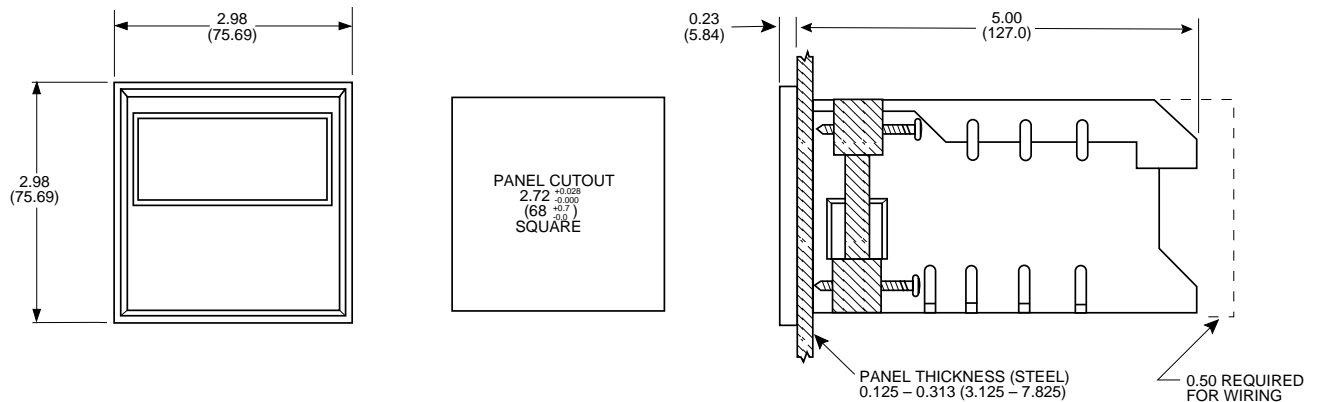 2.98
(75.69)
0.23
(5.84)
5.00
(127.0)
2.98
(75.69)
PANEL CUTOUT
2.72 +0.028 -0.000
(68 +0.7 -0.0 )
SQUARE
PANEL THICKNESS (STEEL)
0.125 – 0.313 (3.125 – 7.825)
0.50 REQUIRED
FOR WIRING